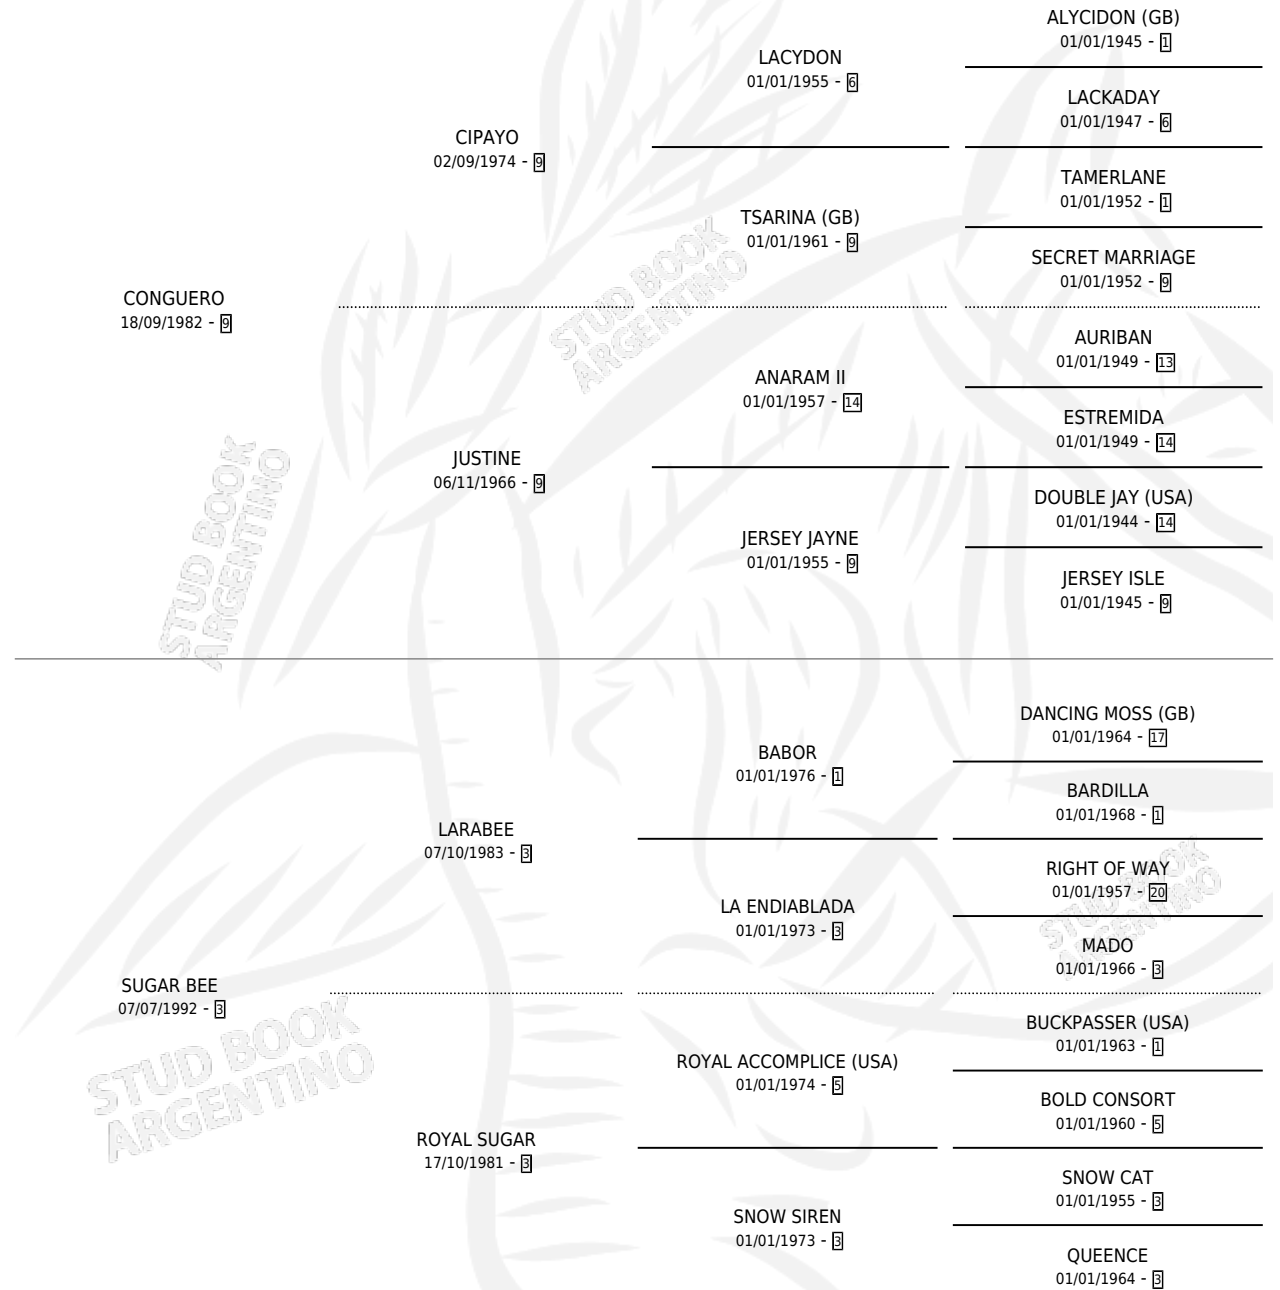 ALYCIDON (GB)
01/01/1945 - 1
LACYDON
01/01/1955 - 6
LACKADAY
01/01/1947 - 6
CIPAYO
02/09/1974 - 9
TAMERLANE
01/01/1952 - 1
TSARINA (GB)
01/01/1961 - 9
SECRET MARRIAGE
01/01/1952 - 9
CONGUERO
18/09/1982 - 9
STUD BOOK
ARGENTINO
AURIBAN
01/01/1949 - 13
ANARAM II
01/01/1957 - 14
ESTREMIDA
01/01/1949 - 14
JUSTINE
06/11/1966 - 9
DOUBLE JAY (USA)
01/01/1944 - 14
JERSEY JAYNE
01/01/1955 - 9
JERSEY ISLE
01/01/1945 - 9
STUD BOOK
ARGENTINO
DANCING MOSS (GB)
01/01/1964 - 17
BABOR
01/01/1976 - 1
BARDILLA
01/01/1968 - 1
LARABEE
07/10/1983 - 3
RIGHT OF WAY
01/01/1957 - 20
LA ENDIABLADA
01/01/1973 - 3
STUD BOOK
ARGENTINO
MADO
01/01/1966 - 3
SUGAR BEE
07/07/1992 - 3
BUCKPASSER (USA)
01/01/1963 - 1
ROYAL ACCOMPLICE (USA)
01/01/1974 - 5
STUD BOOK
ARGENTINO
BOLD CONSORT
01/01/1960 - 5
ROYAL SUGAR
17/10/1981 - 3
SNOW CAT
01/01/1955 - 3
SNOW SIREN
01/01/1973 - 3
QUEENCE
01/01/1964 - 3